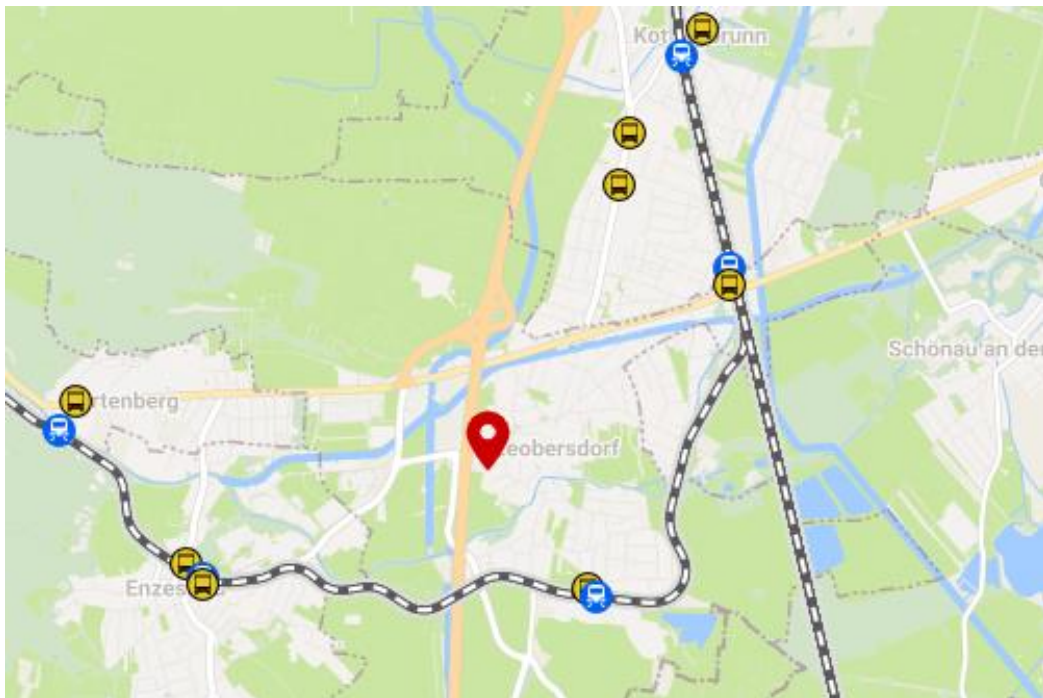 Kot brunn
Schönau an der
rtenberg
eobersdorf
Enzes